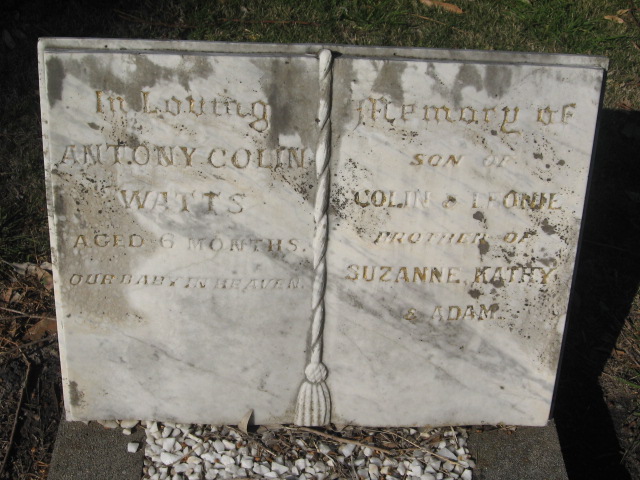 In Loving
ANTONY COLIN
WATTS
AGED 6 MONTHS.
OUR BABY IN HEAVEN.
Memory of
SON OF
COLIN & LEONIE
BROTHER OF
SUZANNE, KATHY
& ADAM.